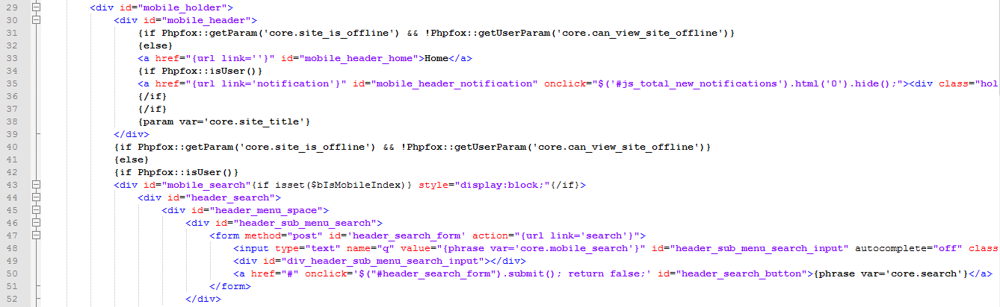 29 <div id="mobile_holder">
30 <div id="mobile_header">
31 {if Phpfox::getParam('core.site_is_offline') && !Phpfox::getUserParam('core.can_view_site_offline')}
32 {else}
33 <a href="{url link=''}" id="mobile_header_home">Home</a>
34 {if Phpfox::isUser()}
35 <a href="{url link='notification'}" id="mobile_header_notification" onclick="$('#js_total_new_notifications').html('0').hide();"><div class="hol
36 {/if}
37 {/if}
38 {param var='core.site_title'}
39 </div>
40 {if Phpfox::getParam('core.site_is_offline') && !Phpfox::getUserParam('core.can_view_site_offline')}
41 {else}
42 {if Phpfox::isUser()}
43 <div id="mobile_search"{if isset($bIsMobileIndex)} style="display:block;"{/if}>
44 <div id="header_search">
45 <div id="header_menu_space">
46 <div id="header_sub_menu_search">
47 <form method="post" id='header_search_form' action="{url link='search'}">
48 <input type="text" name="q" value="{phrase var='core.mobile_search'}" id="header_sub_menu_search_input" autocomplete="off" class
49 <div id="div_header_sub_menu_search_input"></div>
50 <a href="#" onclick='$("#header_search_form").submit(); return false;' id="header_search_button">{phrase var='core.search'}</a>
51 </form>
52 </div>